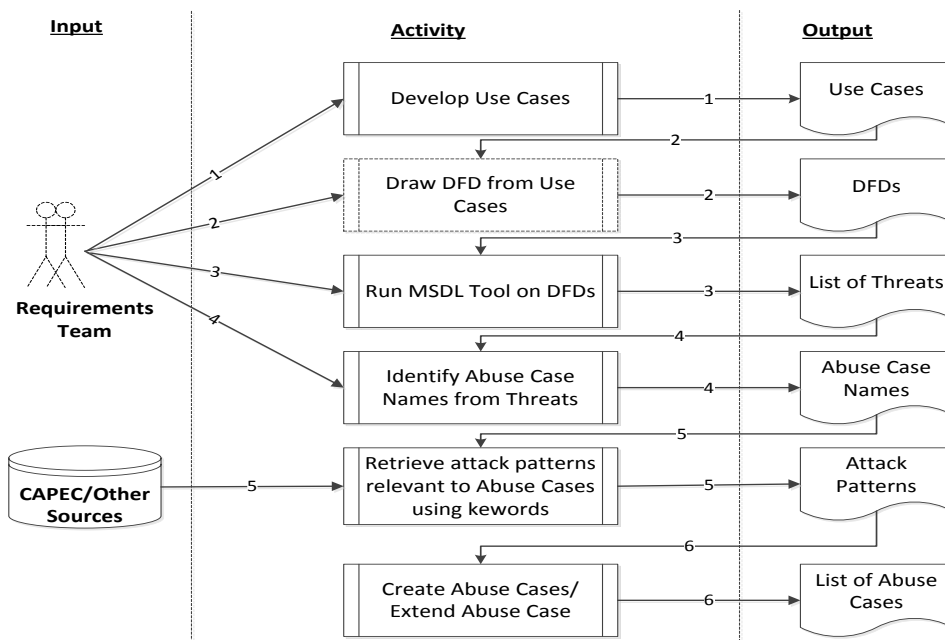 Input
Activity
Output
Develop Use Cases
1
Use Cases
2
1
Draw DFD from Use
Cases
2
DFDs
2
3
Requirements
Team
3
Run MSDL Tool on DFDs
3
List of Threats
4
4
Identify Abuse Case
Names from Threats
4
Abuse Case
Names
5
CAPEC/Other
Sources
5
Retrieve attack patterns
relevant to Abuse Cases
using kewords
5
Attack
Patterns
6
Create Abuse Cases/
Extend Abuse Case
6
List of Abuse
Cases